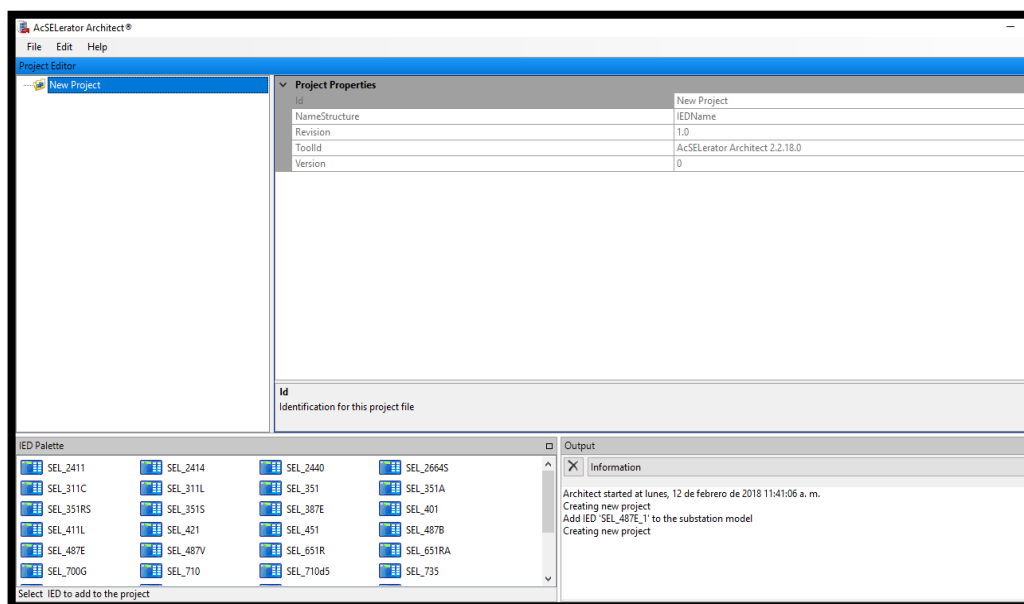 AcSELerator Architect®
File Edit Help
Project Editor
New Project
Project Properties
Id New Project
NameStructure IEDName
Revision 1.0
ToolId AcSELerator Architect 2.2.18.0
Version 0
Id
Identification for this project file
IED Palette
SEL_2411 SEL_2414 SEL_2440 SEL_2664S
SEL_311C SEL_311L SEL_351 SEL_351A
SEL_351RS SEL_351S SEL_387E SEL_401
SEL_411L SEL_421 SEL_451 SEL_487B
SEL_487E SEL_487V SEL_651R SEL_651RA
SEL_700G SEL_710 SEL_710d5 SEL_735
Select IED to add to the project
Output
Information
Architect started at lunes, 12 de febrero de 2018 11:41:06 a. m.
Creating new project
Add IED 'SEL_487E_1' to the substation model
Creating new project